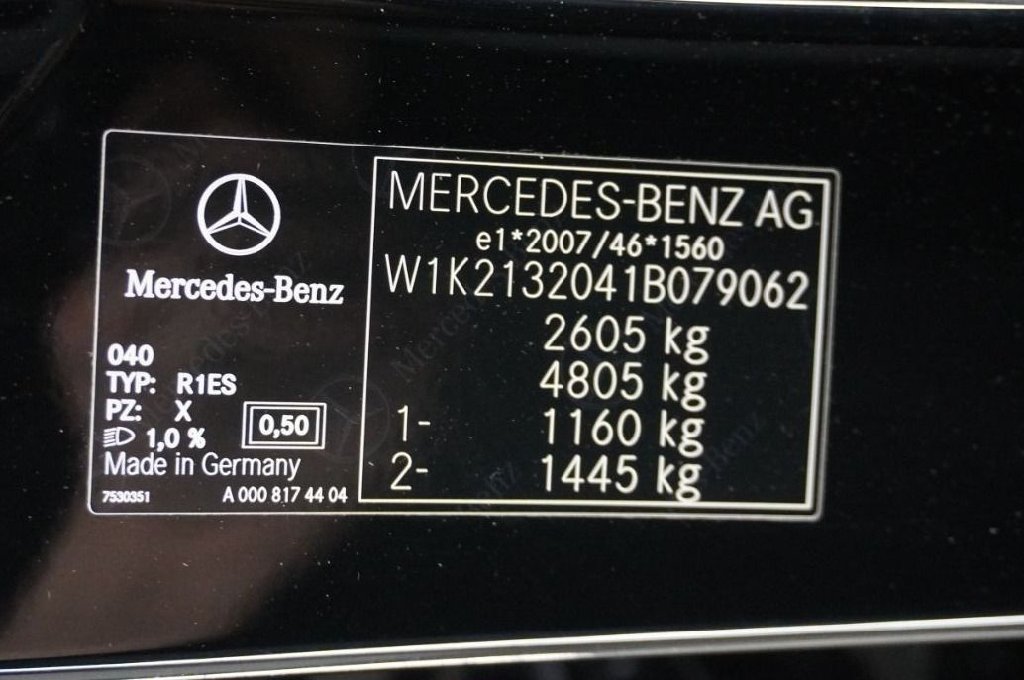 Mercedes-Benz
040
TYP: R1ES
PZ: X
1,0 % 0,50
Made in Germany
7530351 A 000 817 44 04
MERCEDES-BENZ AG
e1*2007/46*1560
W1K2132041B079062
2605 kg
4805 kg
1- 1160 kg
2- 1445 kg